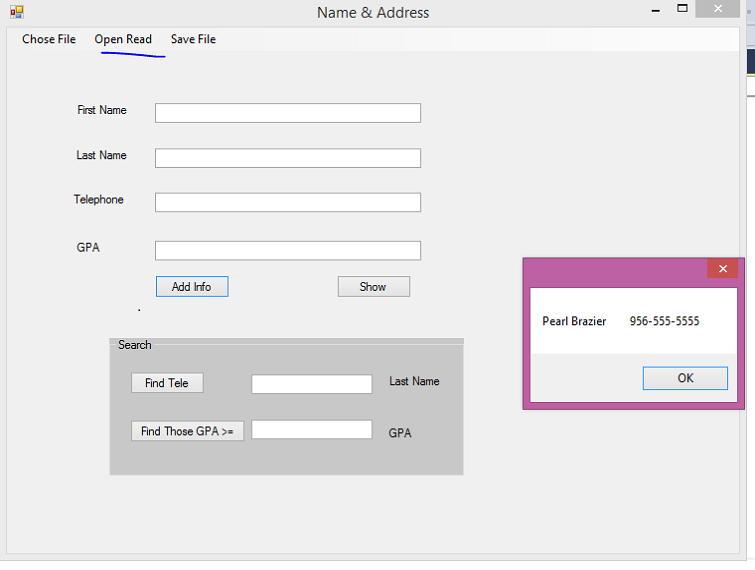 Name & Address
Chose File Open Read Save File
First Name
Last Name
Telephone
GPA
Add Info Show
Search
Find Tele Last Name
Find Those GPA >= GPA
Pearl Brazier 956-555-5555
OK